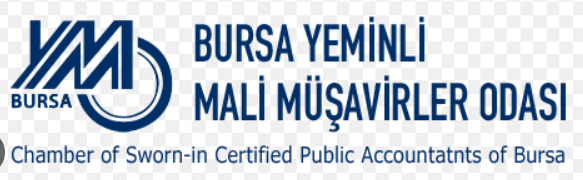 YMM
BURSA
BURSA YEMİNLİ
MALİ MÜŞAVİRLER ODASI
Chamber of Sworn-in Certified Public Accountatnts of Bursa